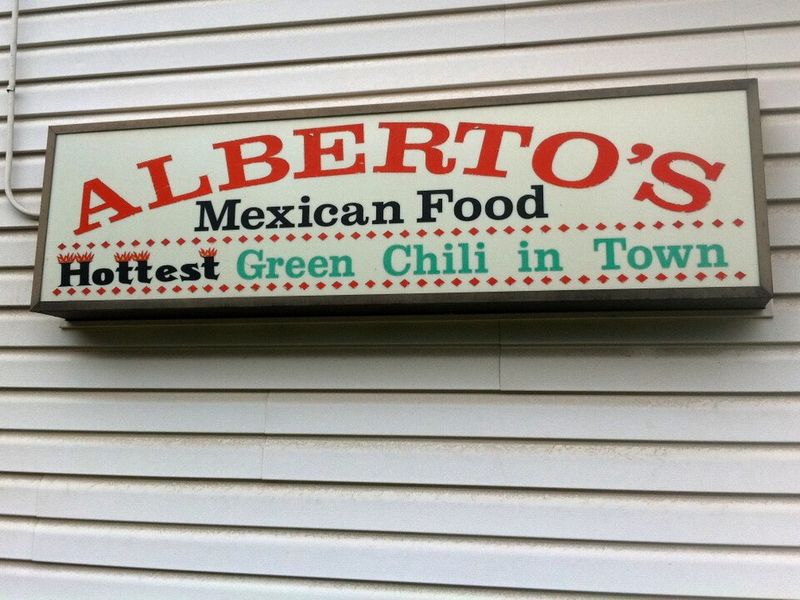 ALBERTO'S
Mexican Food
Hottest Green Chili in Town